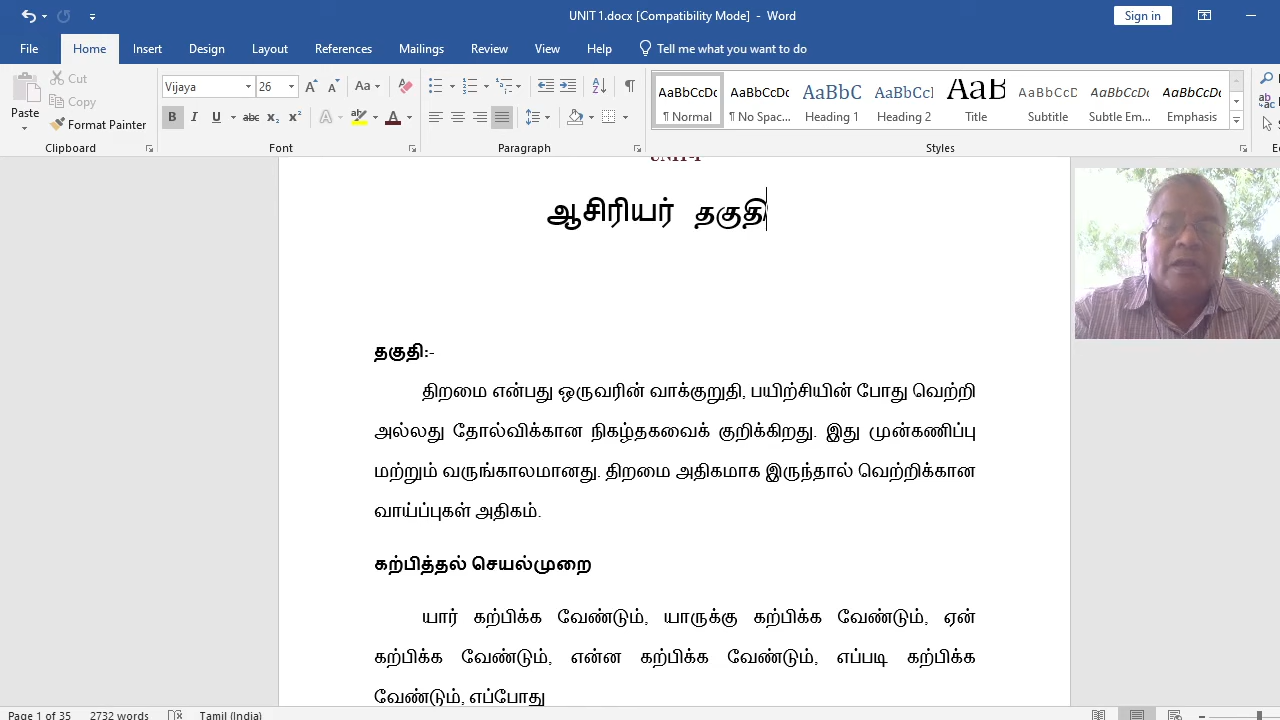 UNIT 1.docx [Compatibility Mode] - Word
Sign in
File Home Insert Design Layout References Mailings Review View Help Tell me what you want to do
Paste
Cut
Copy
Format Painter
Vijaya 26
Clipboard Font Paragraph Styles
AaBbCcDc AaBbCcDc AaBbC AaBbCcI AaB AaBbCcD AaBbCcDc AaBbCcDc
¶ Normal ¶ No Spac... Heading 1 Heading 2 Title Subtitle Subtle Em... Emphasis
UNIT-I
ஆசிரியர் தகுதி
தகுதி:-
திறமை என்பது ஒருவரின் வாக்குறுதி, பயிற்சியின் போது வெற்றி
அல்லது தோல்விக்கான நிகழ்தகவைக் குறிக்கிறது. இது முன்கணிப்பு
மற்றும் வருங்காலமானது. திறமை அதிகமாக இருந்தால் வெற்றிக்கான
வாய்ப்புகள் அதிகம்.
கற்பித்தல் செயல்முறை
யார் கற்பிக்க வேண்டும், யாருக்கு கற்பிக்க வேண்டும், ஏன்
கற்பிக்க வேண்டும், என்ன கற்பிக்க வேண்டும், எப்படி கற்பிக்க
வேண்டும், எப்போது
Page 1 of 35 2732 words Tamil (India)